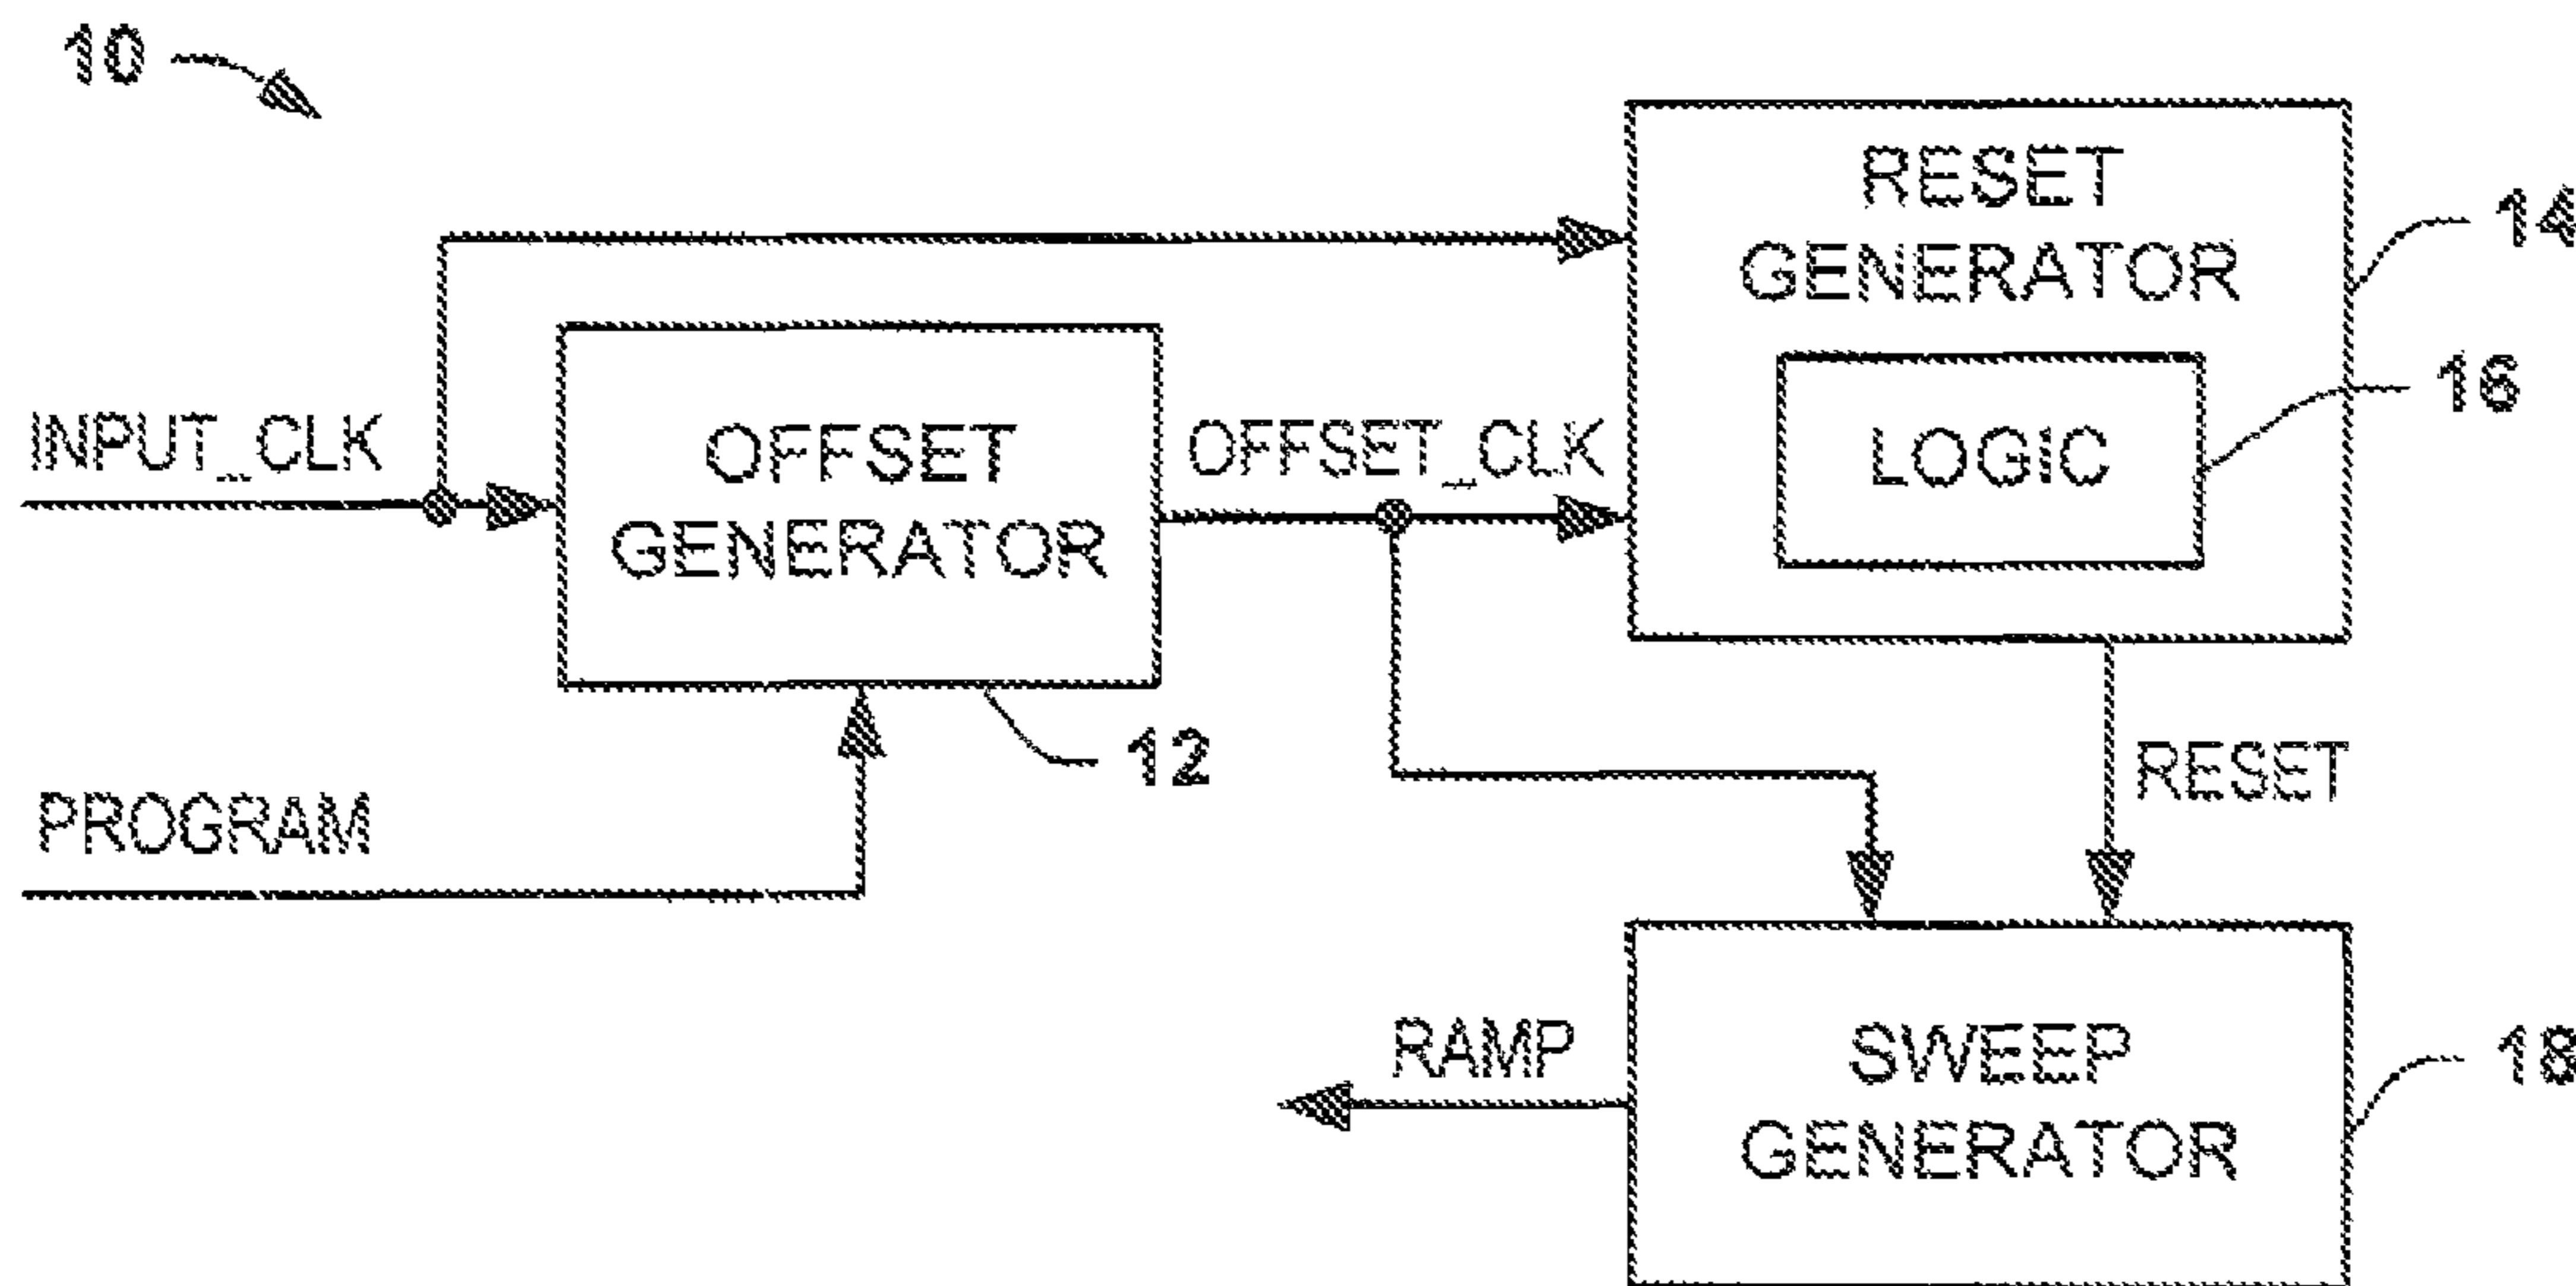 10
RESET
GENERATOR
14
LOGIC
16
INPUT_CLK
OFFSET
GENERATOR
OFFSET_CLK
12
PROGRAM
RESET
RAMP
SWEEP
GENERATOR
18